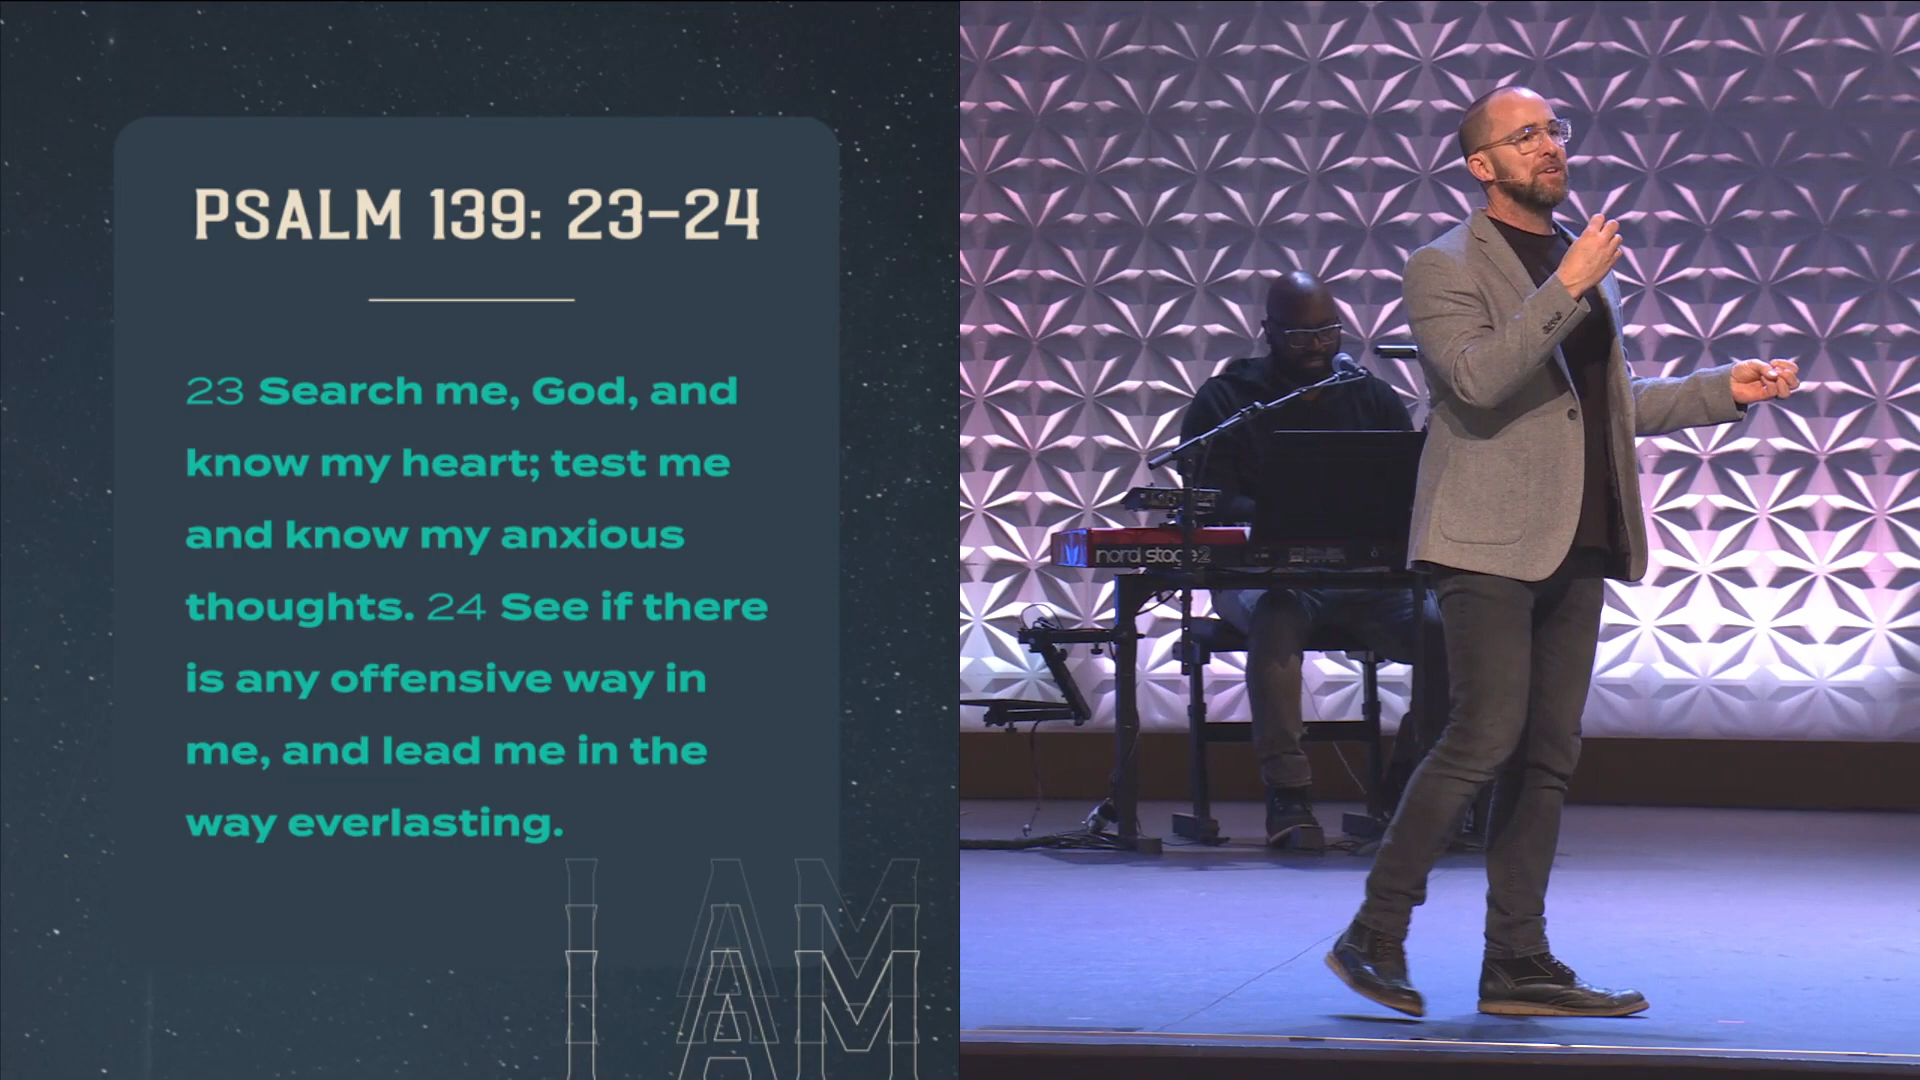 PSALM 139: 23–24
23 Search me, God, and
know my heart; test me
and know my anxious
thoughts. 24 See if there
is any offensive way in
me, and lead me in the
way everlasting.
I AM
I AM
I AM
nord stage 2